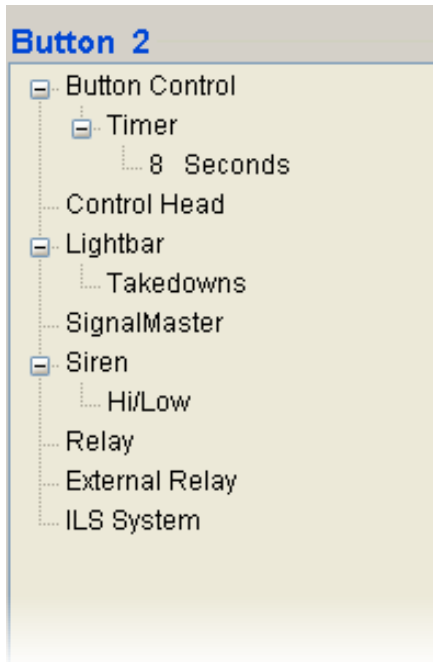 Button 2
Button Control
Timer
8 Seconds
Control Head
Lightbar
Takedowns
SignalMaster
Siren
Hi/Low
Relay
External Relay
ILS System